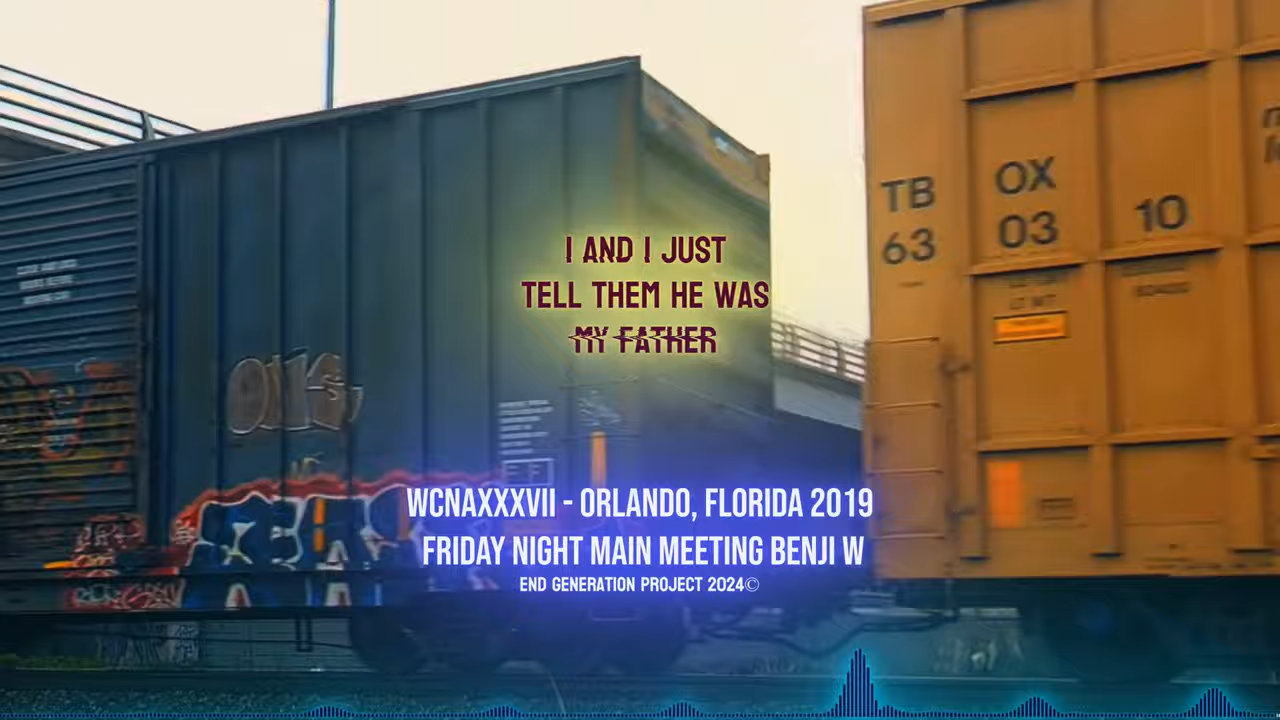 I AND I JUST
TELL THEM HE WAS
MY FATHER
WCNAXXXVII - ORLANDO, FLORIDA 2019
FRIDAY NIGHT MAIN MEETING BENJI W
END GENERATION PROJECT 2024©
TB OX
63 03 10